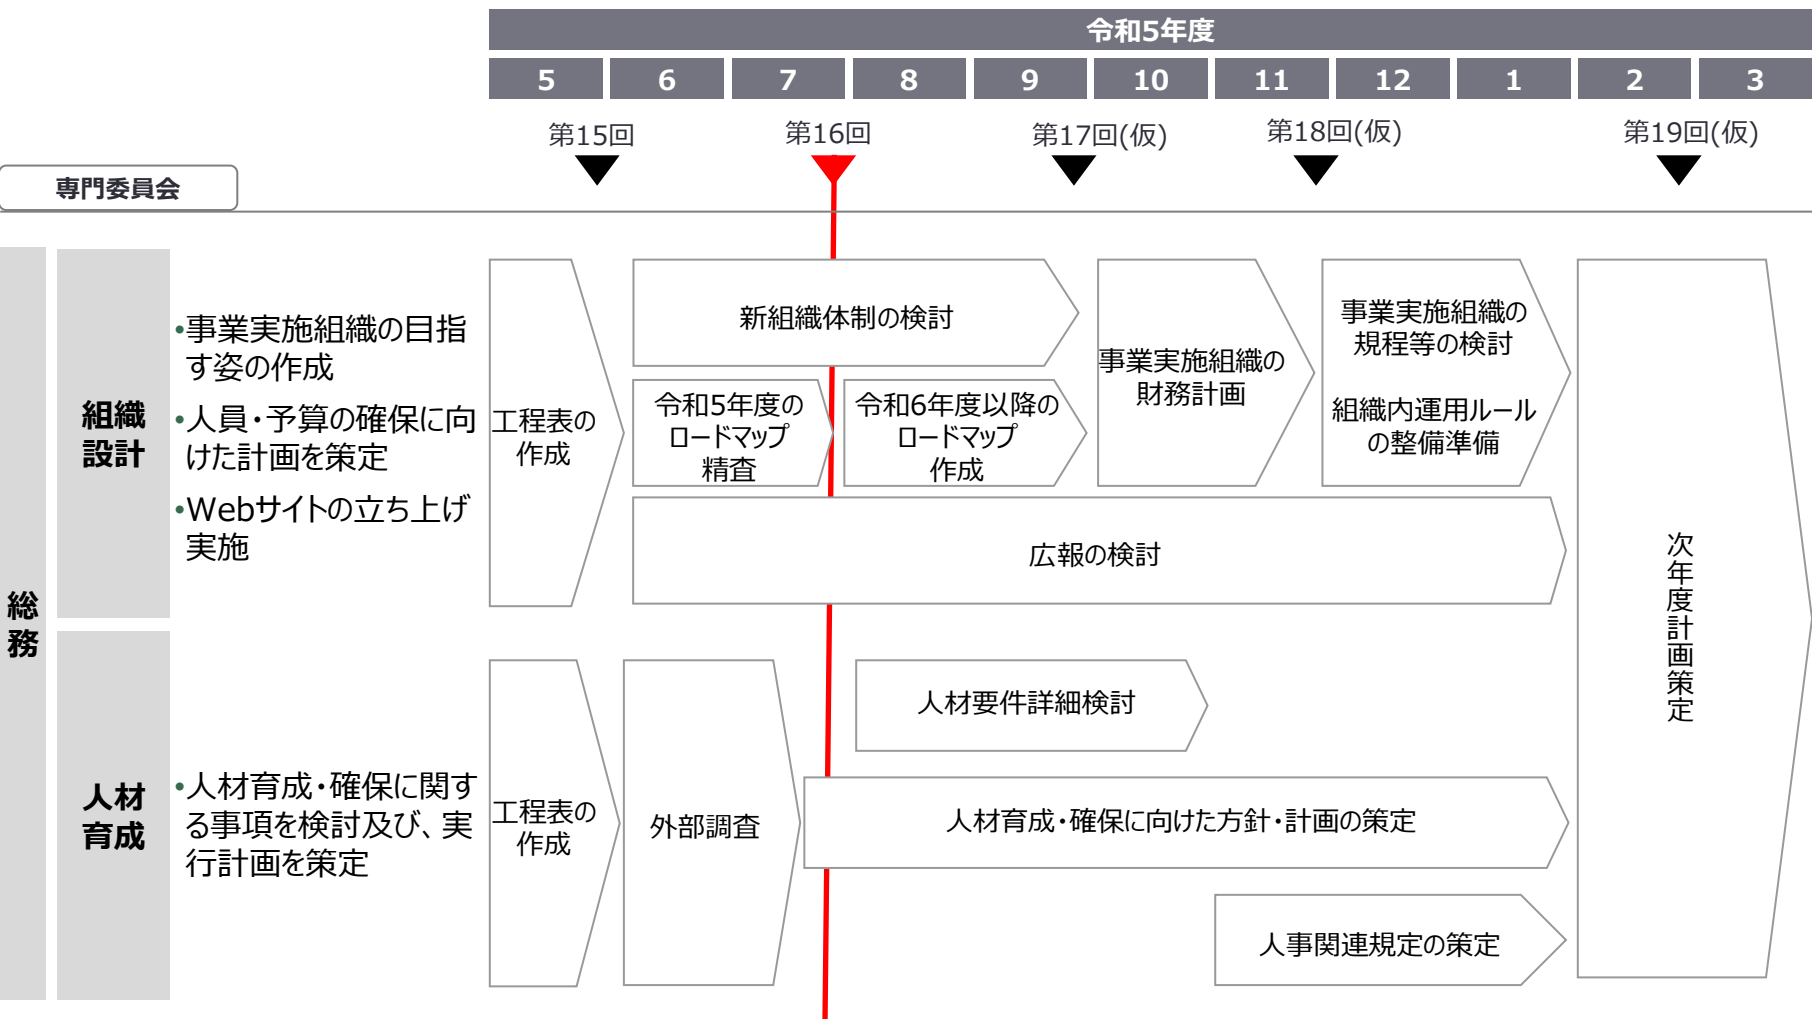 令和5年度
5 6 7 8 9 10 11 12 1 2 3
第15回 第16回 第17回(仮) 第18回(仮) 第19回(仮)
専門委員会
総
務
組織
設計
•事業実施組織の目指
す姿の作成
•人員・予算の確保に向
けた計画を策定
•Webサイトの立ち上げ
実施
工程表の
作成
新組織体制の検討
令和5年度の
ロードマップ
精査
令和6年度以降の
ロードマップ
作成
広報の検討
事業実施組織の
財務計画
事業実施組織の
規程等の検討
組織内運用ルール
の整備準備
次年度計画策定
人材
育成
•人材育成・確保に関す
る事項を検討及び、実
行計画を策定
工程表の
作成
外部調査
人材要件詳細検討
人材育成・確保に向けた方針・計画の策定
人事関連規定の策定